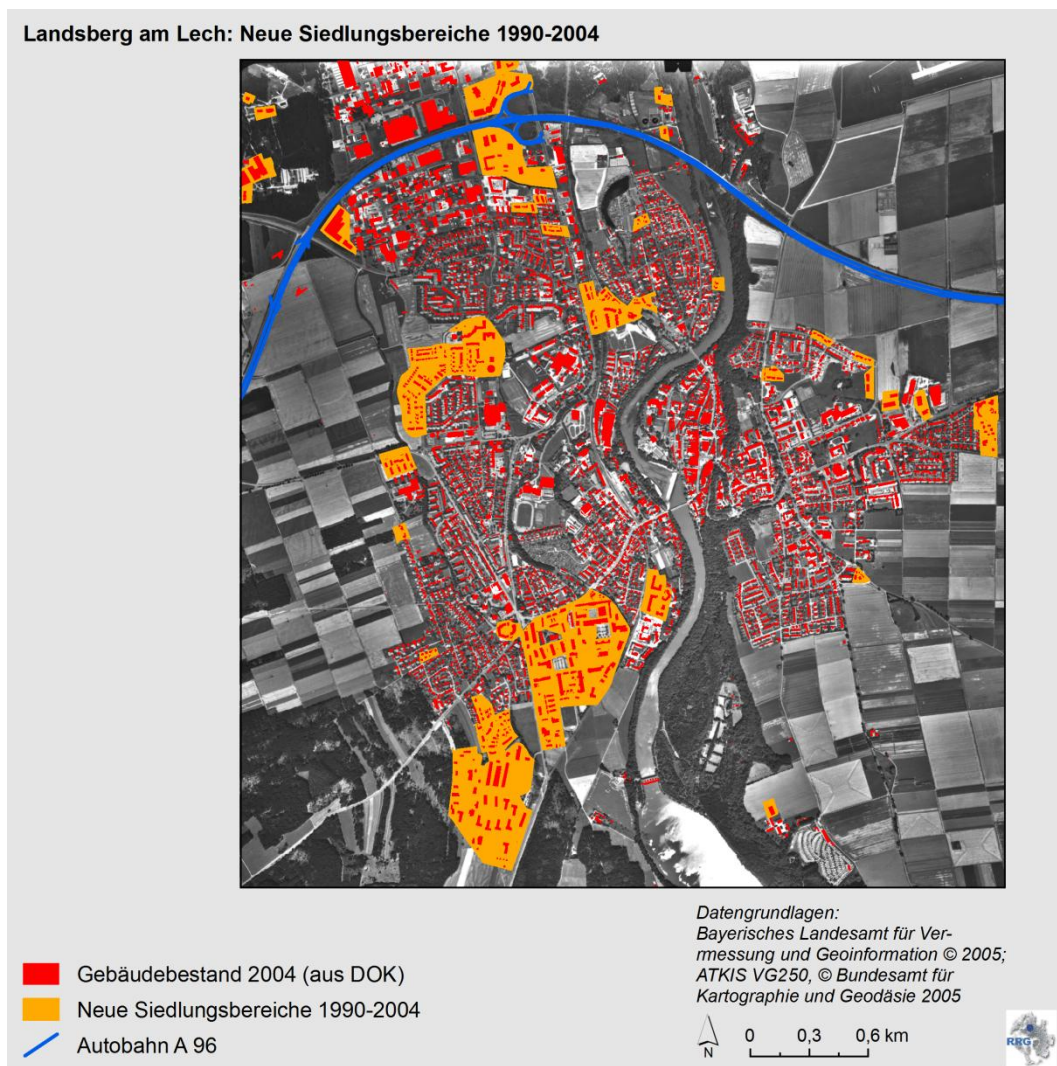 Landsberg am Lech: Neue Siedlungsbereiche 1990-2004
Datengrundlagen:
Bayerisches Landesamt für Ver-
messung und Geoinformation © 2005;
ATKIS VG250, © Bundesamt für
Kartographie und Geodäsie 2005
Gebäudebestand 2004 (aus DOK)
Neue Siedlungsbereiche 1990-2004
Autobahn A 96
N
0 0,3 0,6 km
RRG